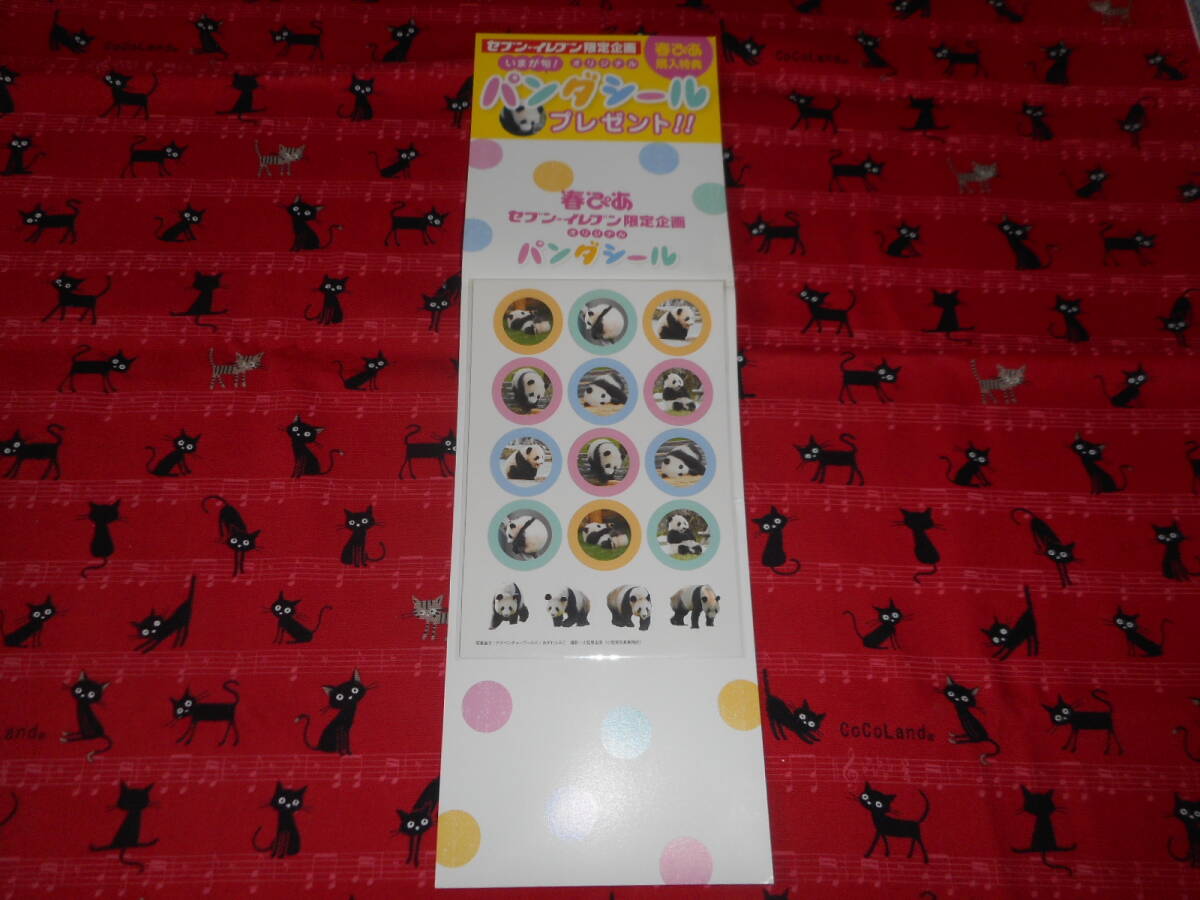 CoCoLand®
CoCoLand®
セブン-イレブン限定企画
春ぴあ
購入特典
いまが旬!
オリジナル
パンダシール
プレゼント!!
春ぴあ
セブン-イレブン限定企画
オリジナル
パンダシール
and®
CoCoLand®